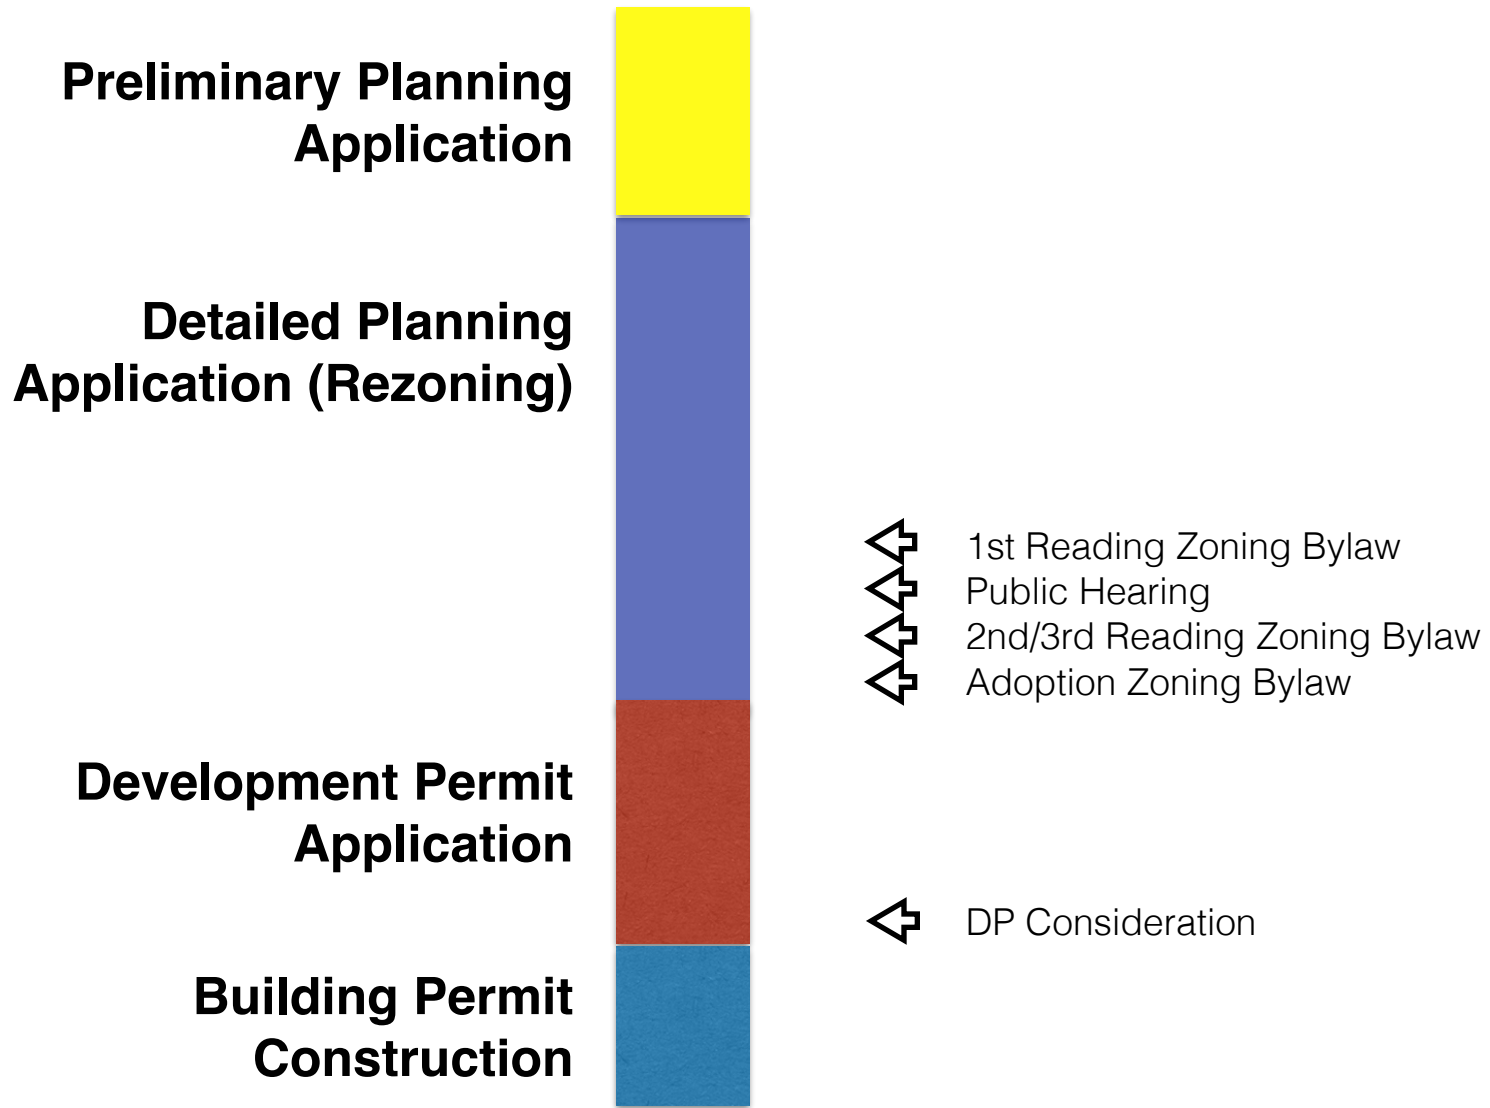 Preliminary Planning
Application
Detailed Planning
Application (Rezoning)
1st Reading Zoning Bylaw
Public Hearing
2nd/3rd Reading Zoning Bylaw
Adoption Zoning Bylaw
Development Permit
Application
DP Consideration
Building Permit
Construction